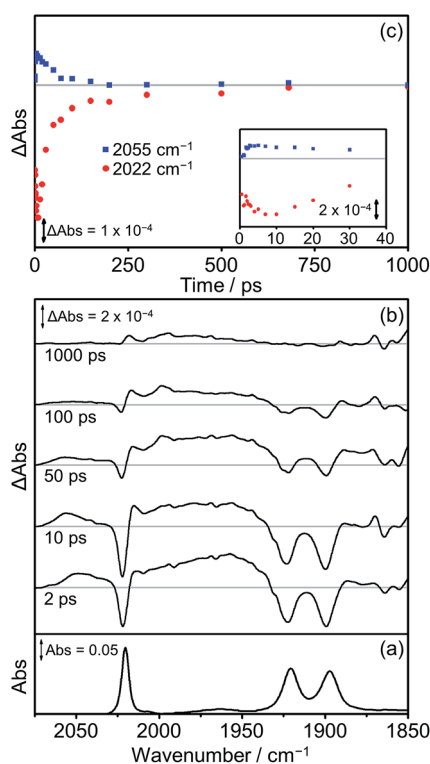 (c)
ΔAbs
2055 cm⁻¹
2022 cm⁻¹
ΔAbs = 1 x 10⁻⁴
2 x 10⁻⁴
0 10 20 30 40
0 250 500 750 1000
Time / ps
(b)
ΔAbs = 2 x 10⁻⁴
1000 ps
100 ps
ΔAbs
50 ps
10 ps
2 ps
(a)
Abs = 0.05
Abs
2050 2000 1950 1900 1850
Wavenumber / cm⁻¹